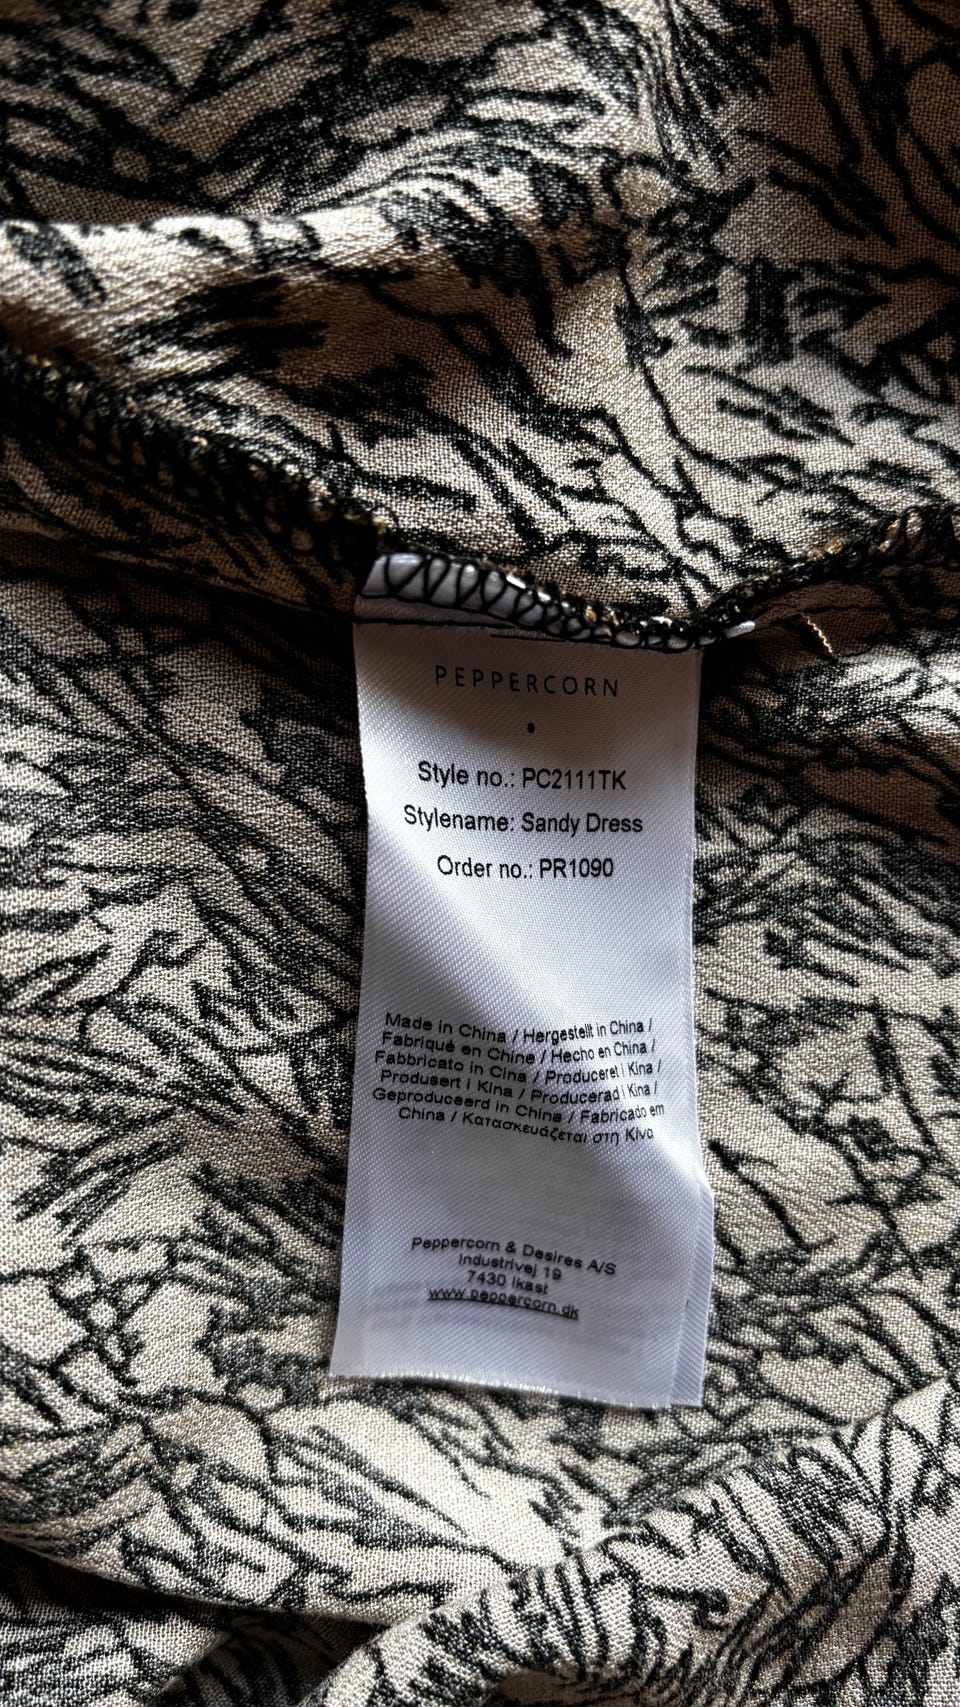 PEPPERCORN
Style no.: PC2111TK
Stylename: Sandy Dress
Order no.: PR1090
Made in China / Hergestellt in China /
Fabriqué en Chine / Hecho en China /
Fabbricato in Cina / Produceret i Kina /
Produsert i Kina / Producerad i Kina /
Geproduceerd in China / Fabricado em
China / Κατασκευάζεται στη Κίνα
Peppercorn & Desires A/S
Industrivej 19
7430 Ikast
www.peppercorn.dk